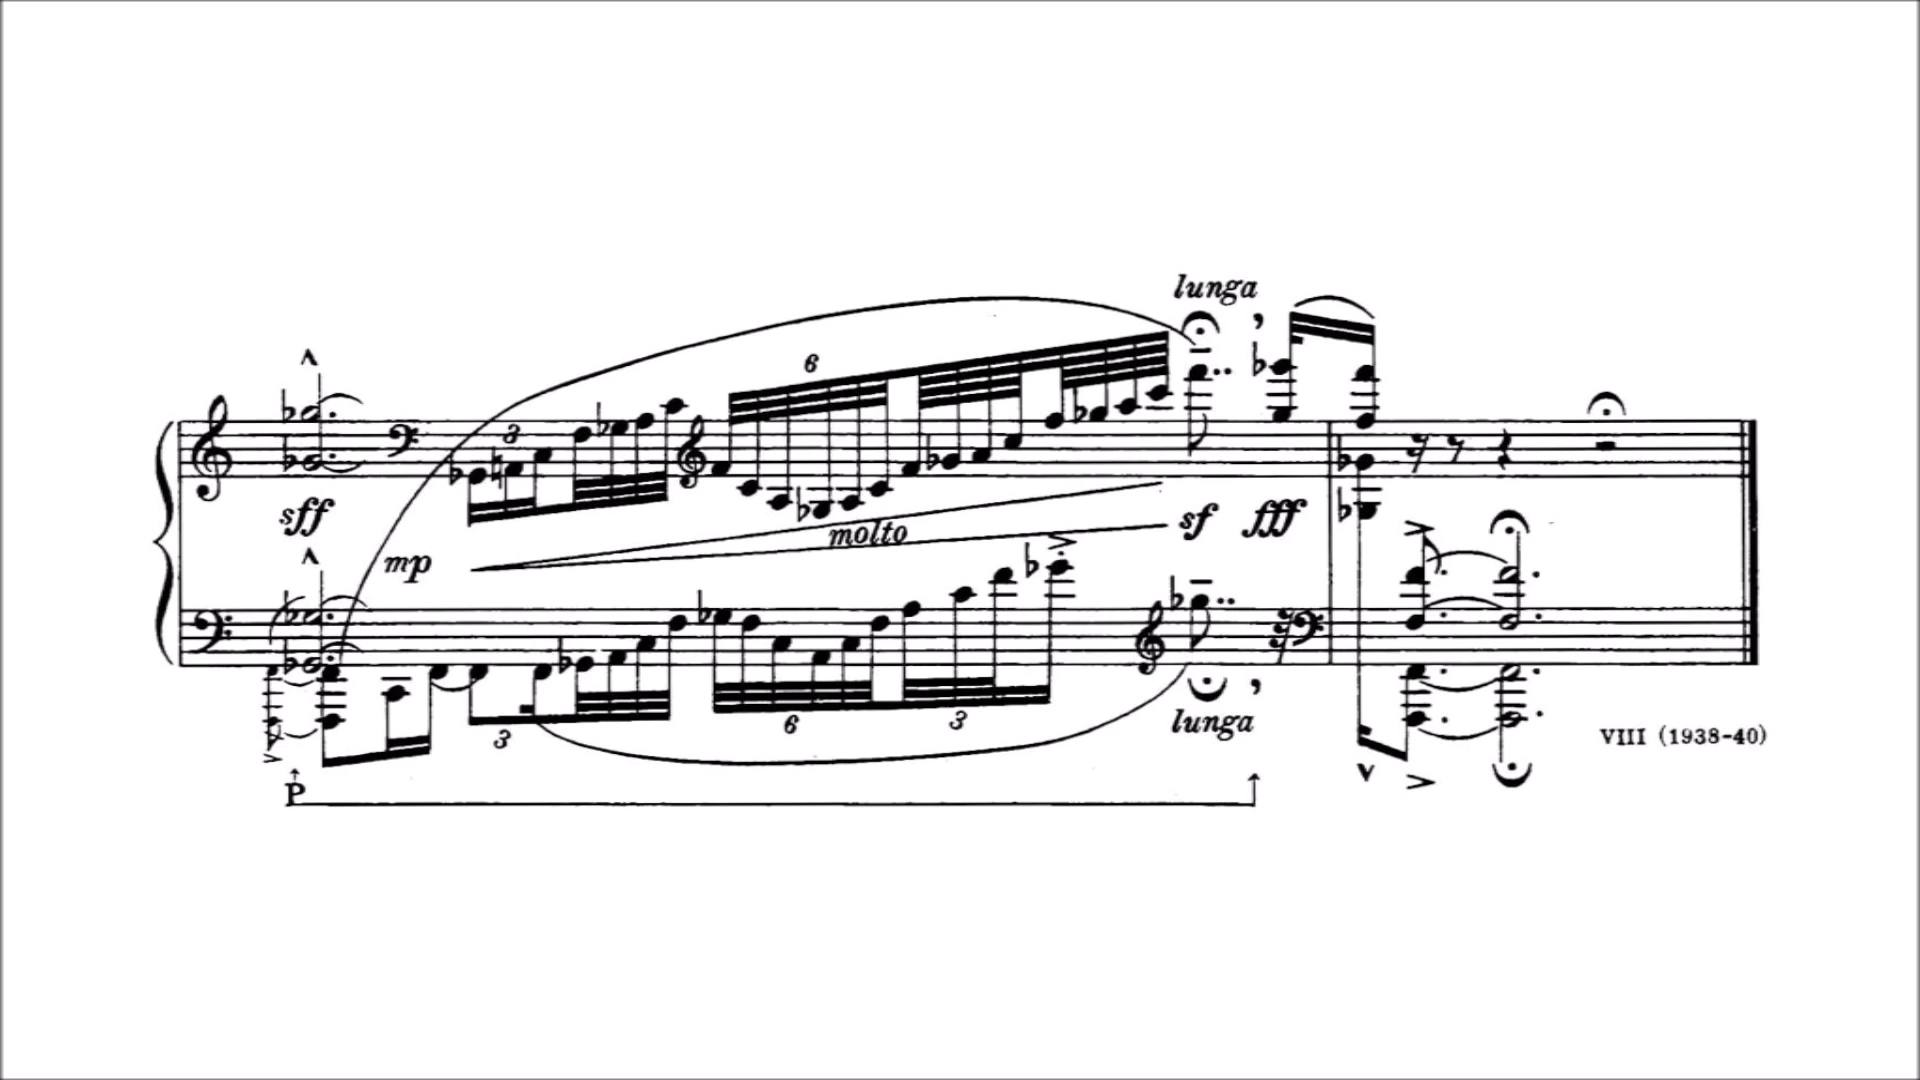 lunga
6
3
sff
molto
sf fff
mp
3
6
3
lunga
VIII (1938-40)
P